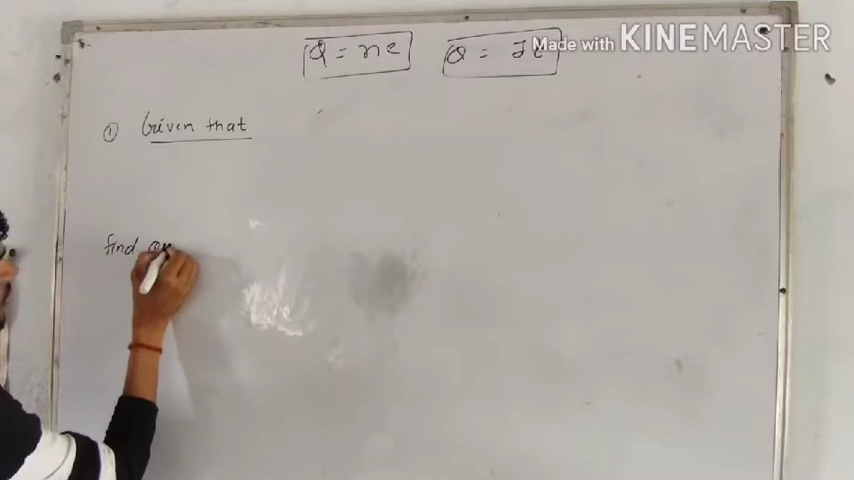 Q = ne Q = It Made with KINEMASTER
① Given that
find